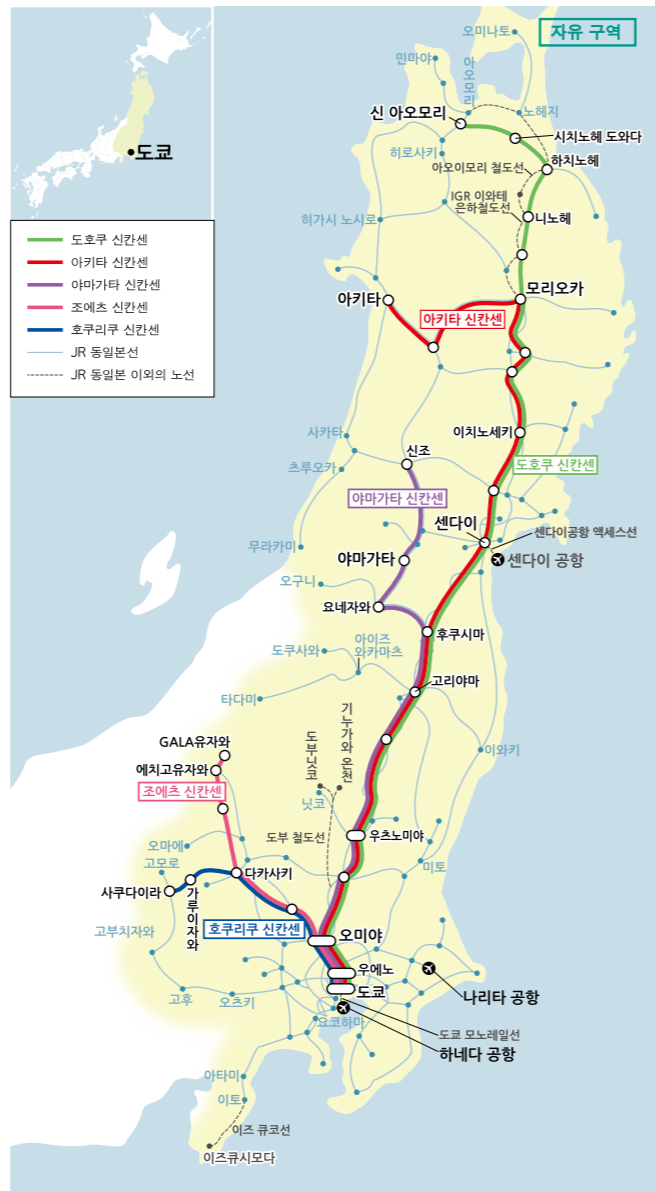 자유 구역
도쿄
도호쿠 신칸센
아키타 신칸센
야마가타 신칸센
조에츠 신칸센
호쿠리쿠 신칸센
JR 동일본선
JR 동일본 이외의 노선
오미나토
민마야
아오모리
노헤지
신 아오모리
시치노헤 도와다
히로사키
하치노헤
아오이모리 철도선
IGR 이와테
은하철도선
니노헤
히가시 노시로
모리오카
아키타
아키타 신칸센
이치노세키
사카타
신조
츠루오카
도호쿠 신칸센
야마가타 신칸센
센다이
센다이공항 액세스선
무라카미
야마가타
센다이 공항
오구니
요네자와
후쿠시마
아이즈
와카마츠
도쿠사와
고리야마
타다미
기누가와 온천
도부닛코
이와키
GALA유자와
에치고유자와
조에츠 신칸센
닛코
도부 철도선
우츠노미야
오마에
고모로
미토
다카사키
사쿠다이라
가루이자와
호쿠리쿠 신칸센
오미야
고부치자와
우에노
고후
오츠키
도쿄
나리타 공항
요코하마
도쿄 모노레일선
하네다 공항
아타미
이토
이즈 큐코선
이즈큐시모다